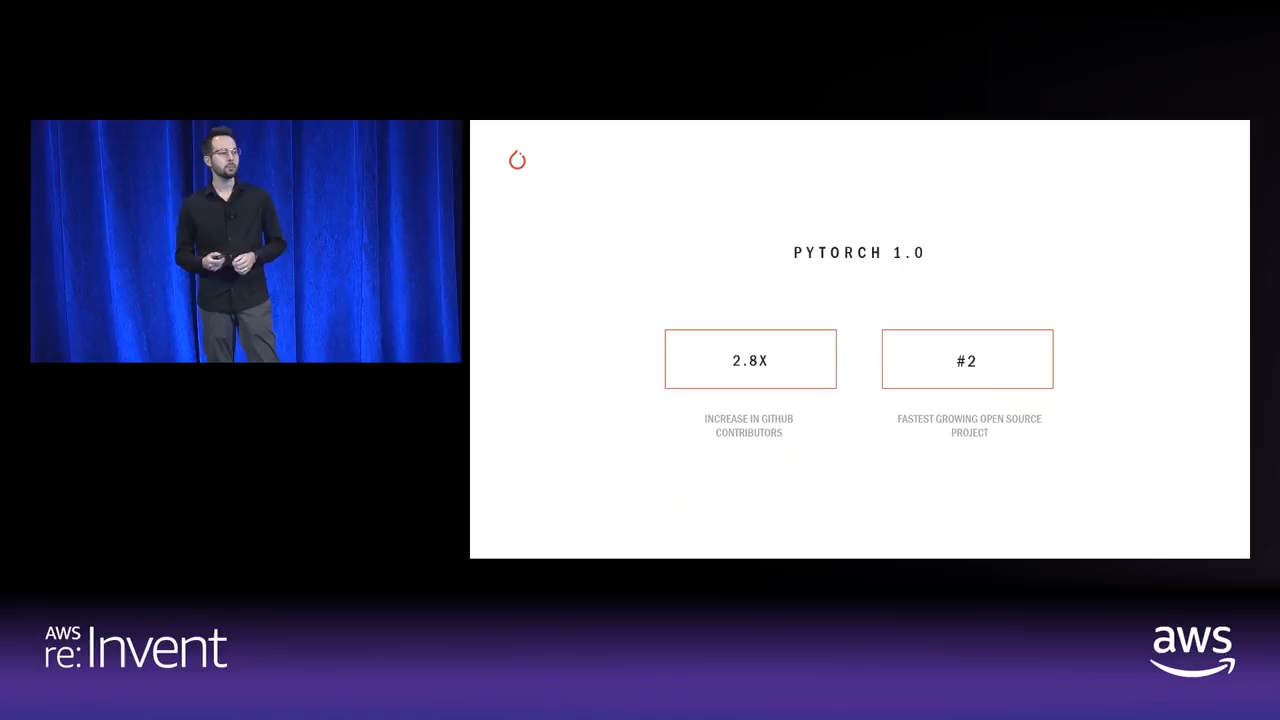 PYTORCH 1.0
2.8X
#2
INCREASE IN GITHUB
CONTRIBUTORS
FASTEST GROWING OPEN SOURCE
PROJECT
AWS
re:Invent
aws